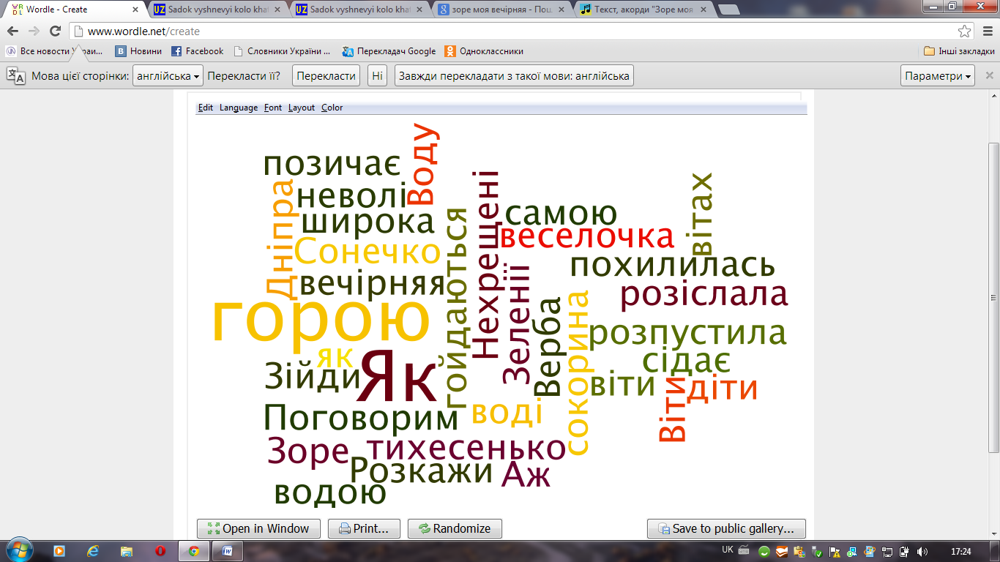 Wordle - Create
Sadok vyshnevyi kolo khat
Sadok vyshnevyi kolo khat
зоре моя вечірняя - Пош
Текст, акорди "Зоре моя
www.wordle.net/create
Все новости Украи...
Новини
Facebook
Словники України ...
Перекладач Google
Одноклассники
Інші закладки
Мова цієї сторінки: англійська Перекласти її? Перекласти Ні Завжди перекладати з такої мови: англійська Параметри
Edit Language Font Layout Color
Воду
позичає
Дніпра
неволі
широка
Сонечко
вечірняя
горою
як
Як
Зійди
гойдаються
Нехрещені
самою
веселочка
вітах
похилилась
Зеленії
Верба
сокорина
розіслала
розпустила
сідає
віти
Віти
діти
Поговорим
воді
Зоре
тихесенько
Розкажи
Аж
водою
Open in Window Print... Randomize Save to public gallery...
UK 17:24